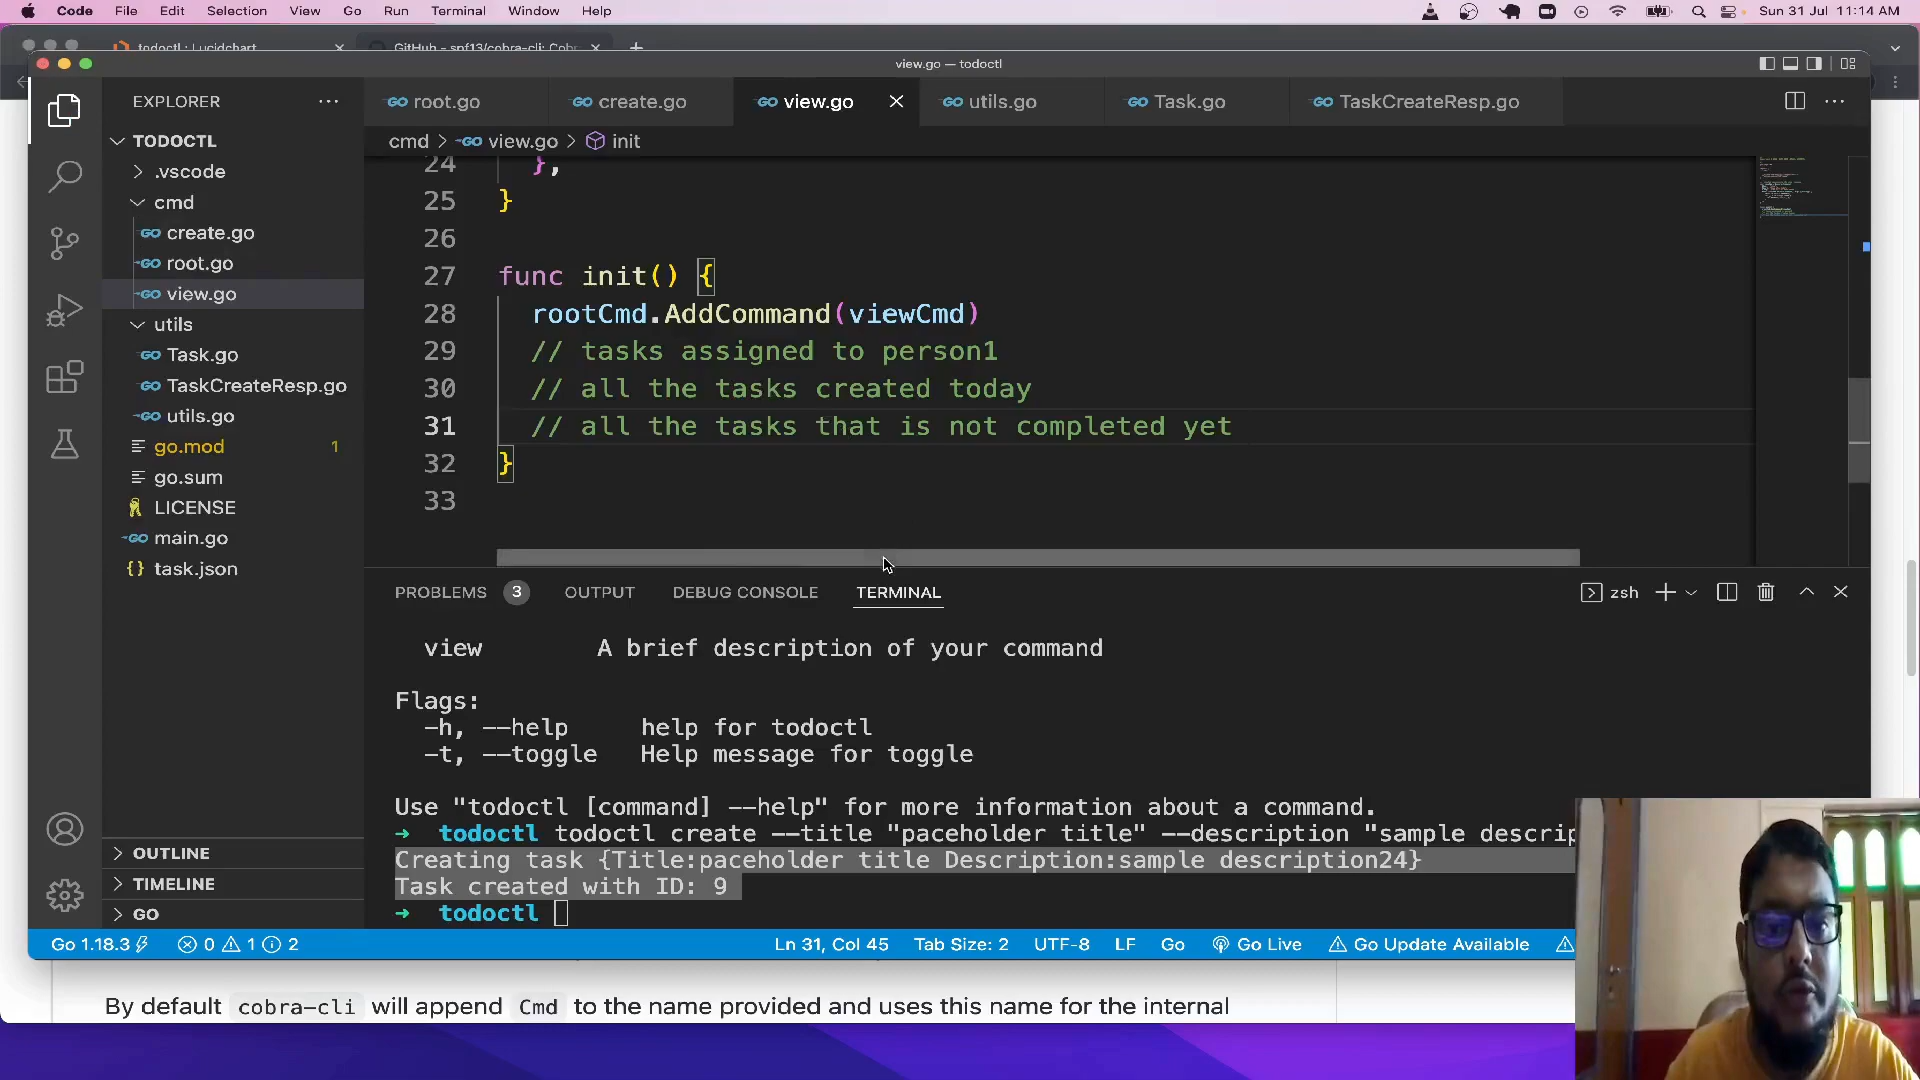 Code File Edit Selection View Go Run Terminal Window Help
Sun 31 Jul 11:14 AM
todoctl : Lucidchart
GitHub - spf13/cobra-cli: Cobr
view.go — todoctl
EXPLORER
TODOCTL
.vscode
cmd
create.go
root.go
view.go
utils
Task.go
TaskCreateResp.go
utils.go
go.mod 1
go.sum
LICENSE
main.go
task.json
OUTLINE
TIMELINE
GO
root.go create.go view.go utils.go Task.go TaskCreateResp.go
cmd > view.go > init
24 },
25 }
26
27 func init() {
28 rootCmd.AddCommand(viewCmd)
29 // tasks assigned to person1
30 // all the tasks created today
31 // all the tasks that is not completed yet
32 }
33
PROBLEMS 3 OUTPUT DEBUG CONSOLE TERMINAL zsh
view A brief description of your command
Flags:
-h, --help help for todoctl
-t, --toggle Help message for toggle
Use "todoctl [command] --help" for more information about a command.
→ todoctl todoctl create --title "paceholder title" --description "sample descrip
Creating task {Title:paceholder title Description:sample description24}
Task created with ID: 9
→ todoctl
Go 1.18.3 0 1 2 Ln 31, Col 45 Tab Size: 2 UTF-8 LF Go Go Live Go Update Available
By default cobra-cli will append Cmd to the name provided and uses this name for the internal